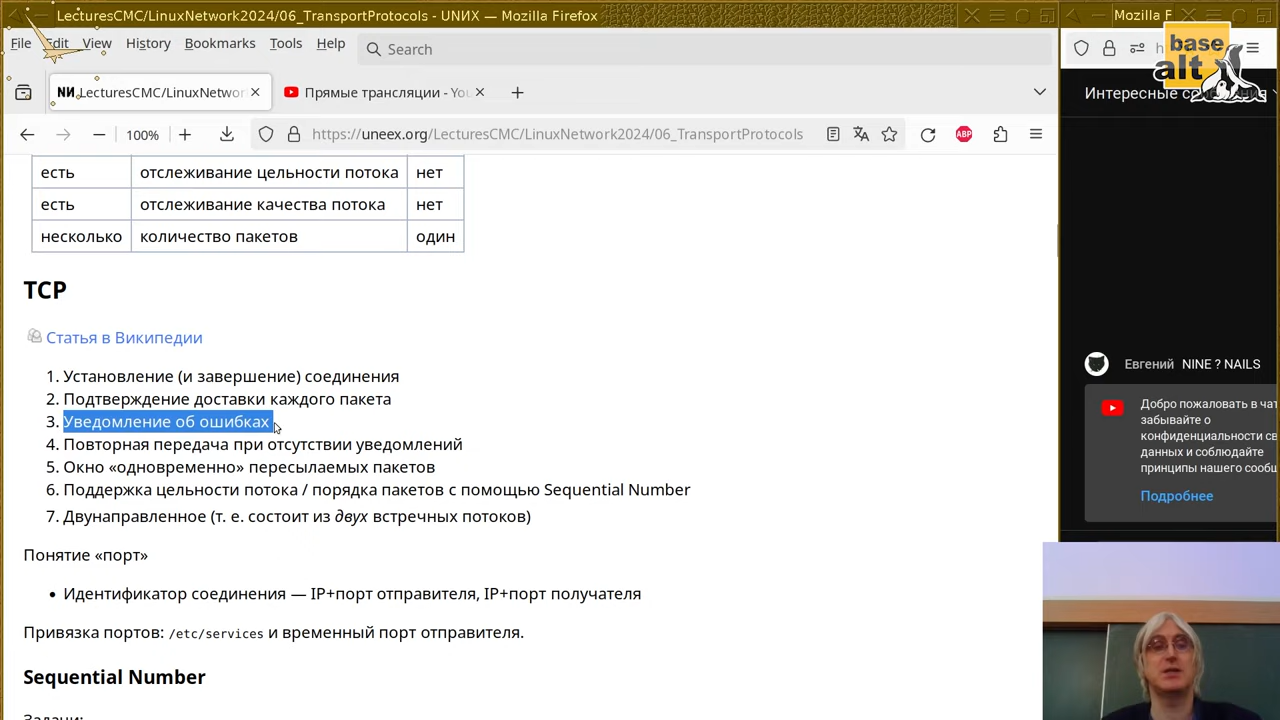 LecturesCMC/LinuxNetwork2024/06_TransportProtocols - UNИX — Mozilla Firefox
Mozilla F
File Edit View History Bookmarks Tools Help
Search
base
alt
NИ LecturesCMC/LinuxNetwor
Прямые трансляции - You
Интересные со
100%
https://uneex.org/LecturesCMC/LinuxNetwork2024/06_TransportProtocols
ABP
есть отслеживание цельности потока нет
есть отслеживание качества потока нет
несколько количество пакетов один
TCP
Статья в Википедии
1. Установление (и завершение) соединения
2. Подтверждение доставки каждого пакета
3. Уведомление об ошибках
4. Повторная передача при отсутствии уведомлений
5. Окно «одновременно» пересылаемых пакетов
6. Поддержка цельности потока / порядка пакетов с помощью Sequential Number
7. Двунаправленное (т. е. состоит из двух встречных потоков)
Понятие «порт»
• Идентификатор соединения — IP+порт отправителя, IP+порт получателя
Привязка портов: /etc/services и временный порт отправителя.
Sequential Number
Задачи:
Евгений NINE ? NAILS
Добро пожаловать в чат
забывайте о
конфиденциальности св
данных и соблюдайте
принципы нашего сообщ
Подробнее